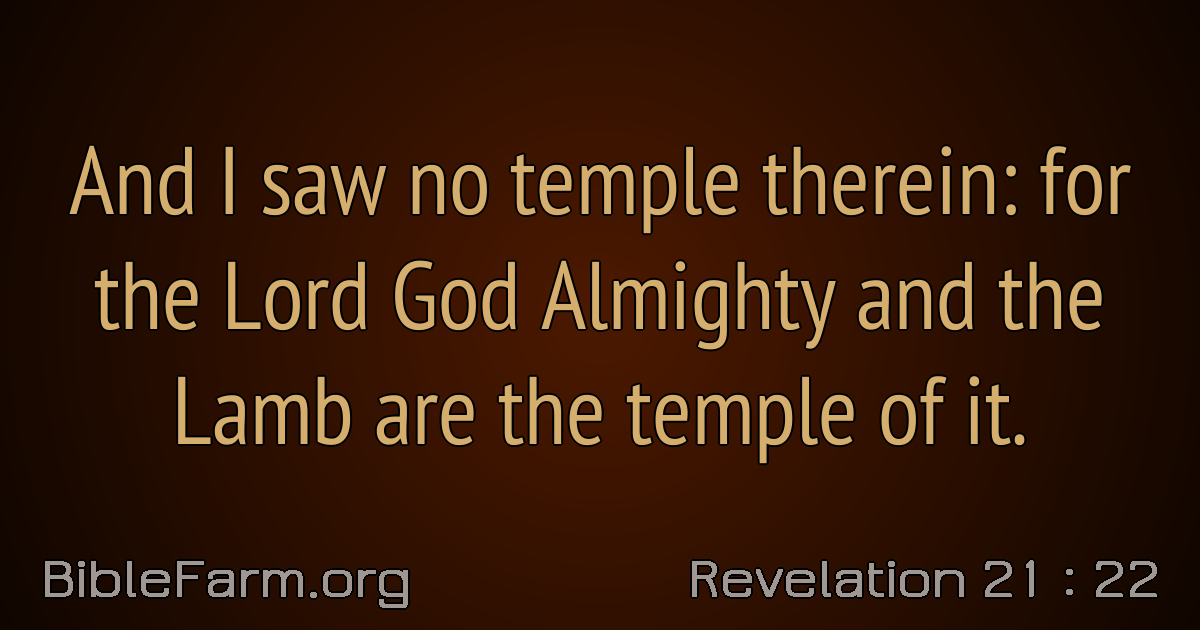 And I saw no temple therein: for
the Lord God Almighty and the
Lamb are the temple of it.
BibleFarm.org
Revelation 21 : 22